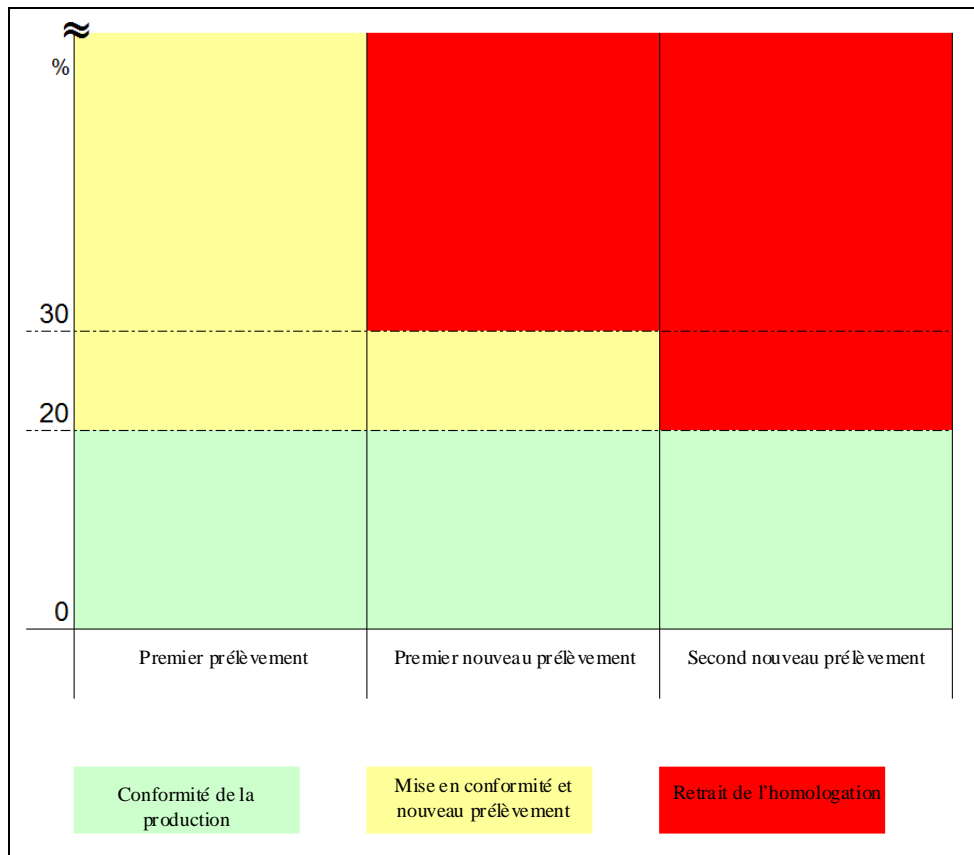 %
30
20
0
Premier prélèvement
Premier nouveau prélèvement
Second nouveau prélèvement
Conformité de la
production
Mise en conformité et
nouveau prélèvement
Retrait de l’homologation